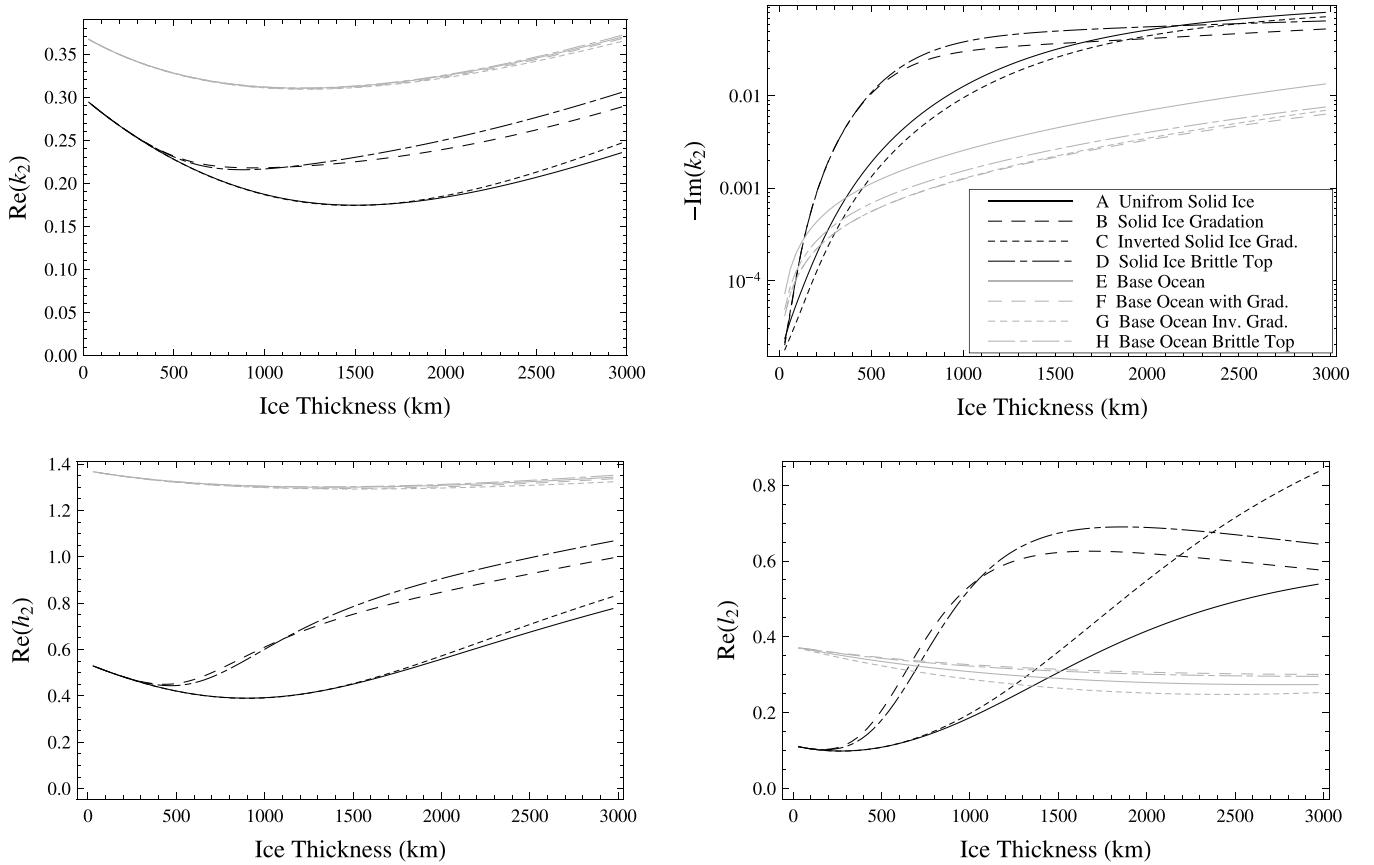 0.35
0.30
0.25
0.20
0.15
0.10
0.05
0.00
Re(k2)
0 500 1000 1500 2000 2500 3000
Ice Thickness (km)
0.01
0.001
10−4
−Im(k2)
A Unifrom Solid Ice
B Solid Ice Gradation
C Inverted Solid Ice Grad.
D Solid Ice Brittle Top
E Base Ocean
F Base Ocean with Grad.
G Base Ocean Inv. Grad.
H Base Ocean Brittle Top
0 500 1000 1500 2000 2500 3000
Ice Thickness (km)
1.4
1.2
1.0
0.8
0.6
0.4
0.2
0.0
Re(h2)
0 500 1000 1500 2000 2500 3000
Ice Thickness (km)
0.8
0.6
0.4
0.2
0.0
Re(l2)
0 500 1000 1500 2000 2500 3000
Ice Thickness (km)